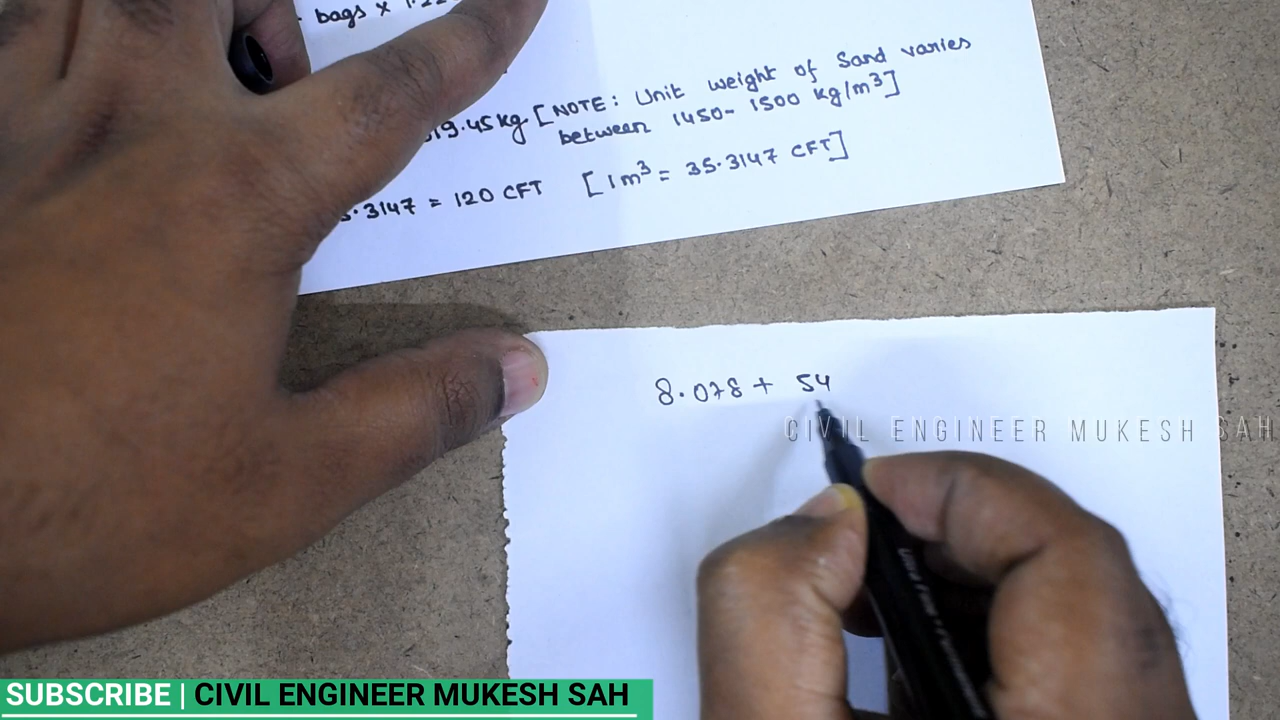 bags x 1.22
19.45 kg [NOTE: Unit weight of Sand varies
between 1450- 1500 kg/m³]
5.3147 = 120 CFT [1m³ = 35.3147 CFT]
8.078 + 54
CIVIL ENGINEER MUKESH SAH
SUBSCRIBE | CIVIL ENGINEER MUKESH SAH